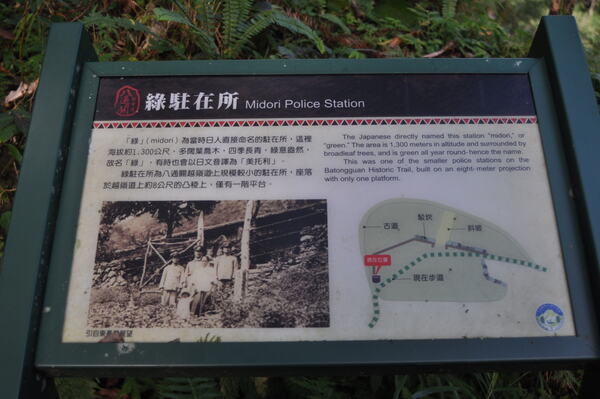 綠駐在所 Midori Police Station
「綠」(midori) 為當時日人直接命名的駐在所,這裡
海拔約1,300公尺,多闊葉喬木,四季長青,綠意盎然,
故名「綠」,有時也會以日文音譯為「美托利」。
綠駐在所為八通關越嶺道上規模較小的駐在所,座落
於越嶺道上約8公尺的凸稜上,僅有一階平台。
The Japanese directly named this station "midori," or
"green." The area is 1,300 meters in altitude and surrounded by
broadleaf trees, and is green all year round- hence the name.
This was one of the smaller police stations on the
Batongguan Historic Trail, built on an eight- meter projection
with only one platform.
古道
駁坎
斜坡
現在位置
現在步道